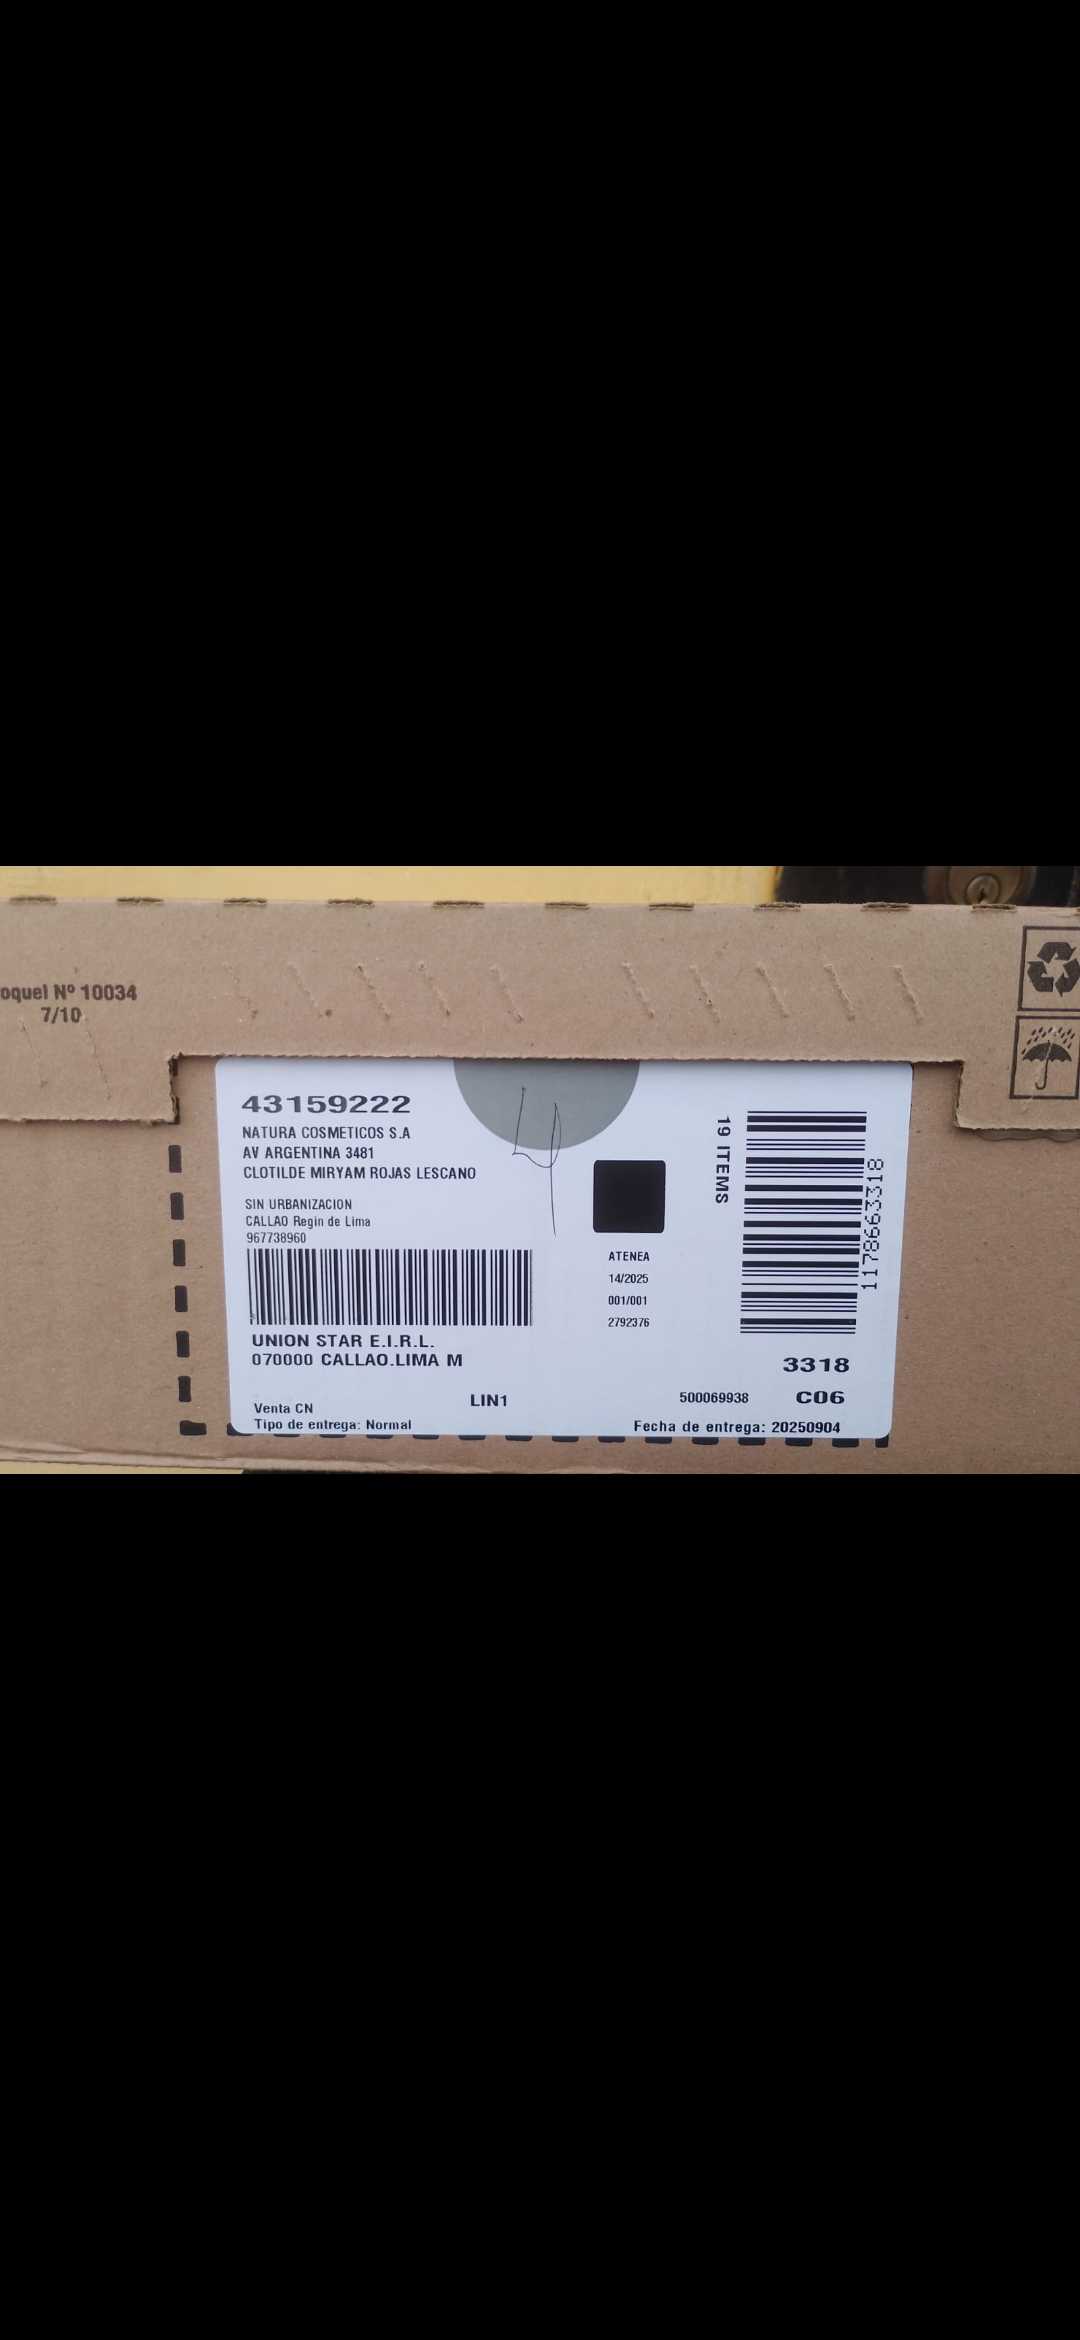 oquel Nº 10034
7/10
43159222
NATURA COSMETICOS S.A
AV ARGENTINA 3481
CLOTILDE MIRYAM ROJAS LESCANO
SIN URBANIZACION
CALLAO Regin de Lima
967738960
UNION STAR E.I.R.L.
070000 CALLAO.LIMA M
Venta CN
Tipo de entrega: Normal
LIN1
ATENEA
14/2025
001/001
2792376
19 ITEMS
1178663318
3318
500069938 C06
Fecha de entrega: 20250904